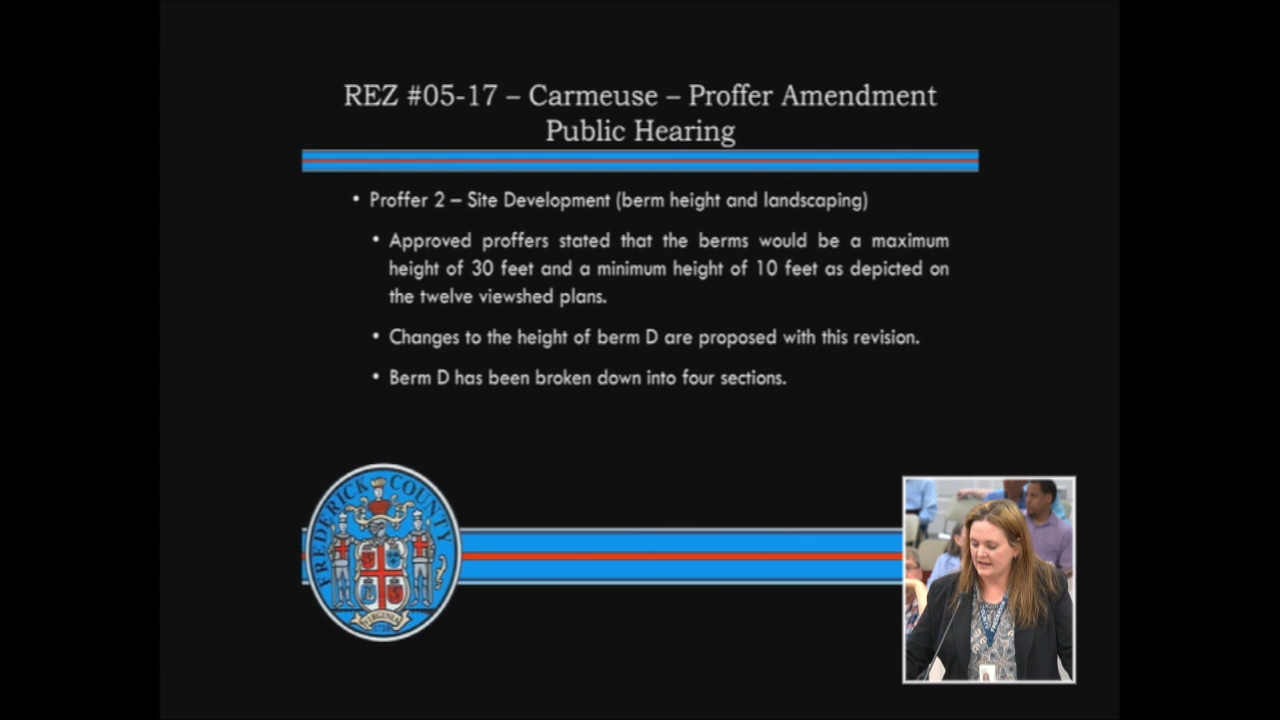 REZ #05-17 – Carmeuse – Proffer Amendment
Public Hearing
• Proffer 2 – Site Development (berm height and landscaping)
• Approved proffers stated that the berms would be a maximum
height of 30 feet and a minimum height of 10 feet as depicted on
the twelve viewshed plans.
• Changes to the height of berm D are proposed with this revision.
• Berm D has been broken down into four sections.
FREDERICK COUNTY
VIRGINIA